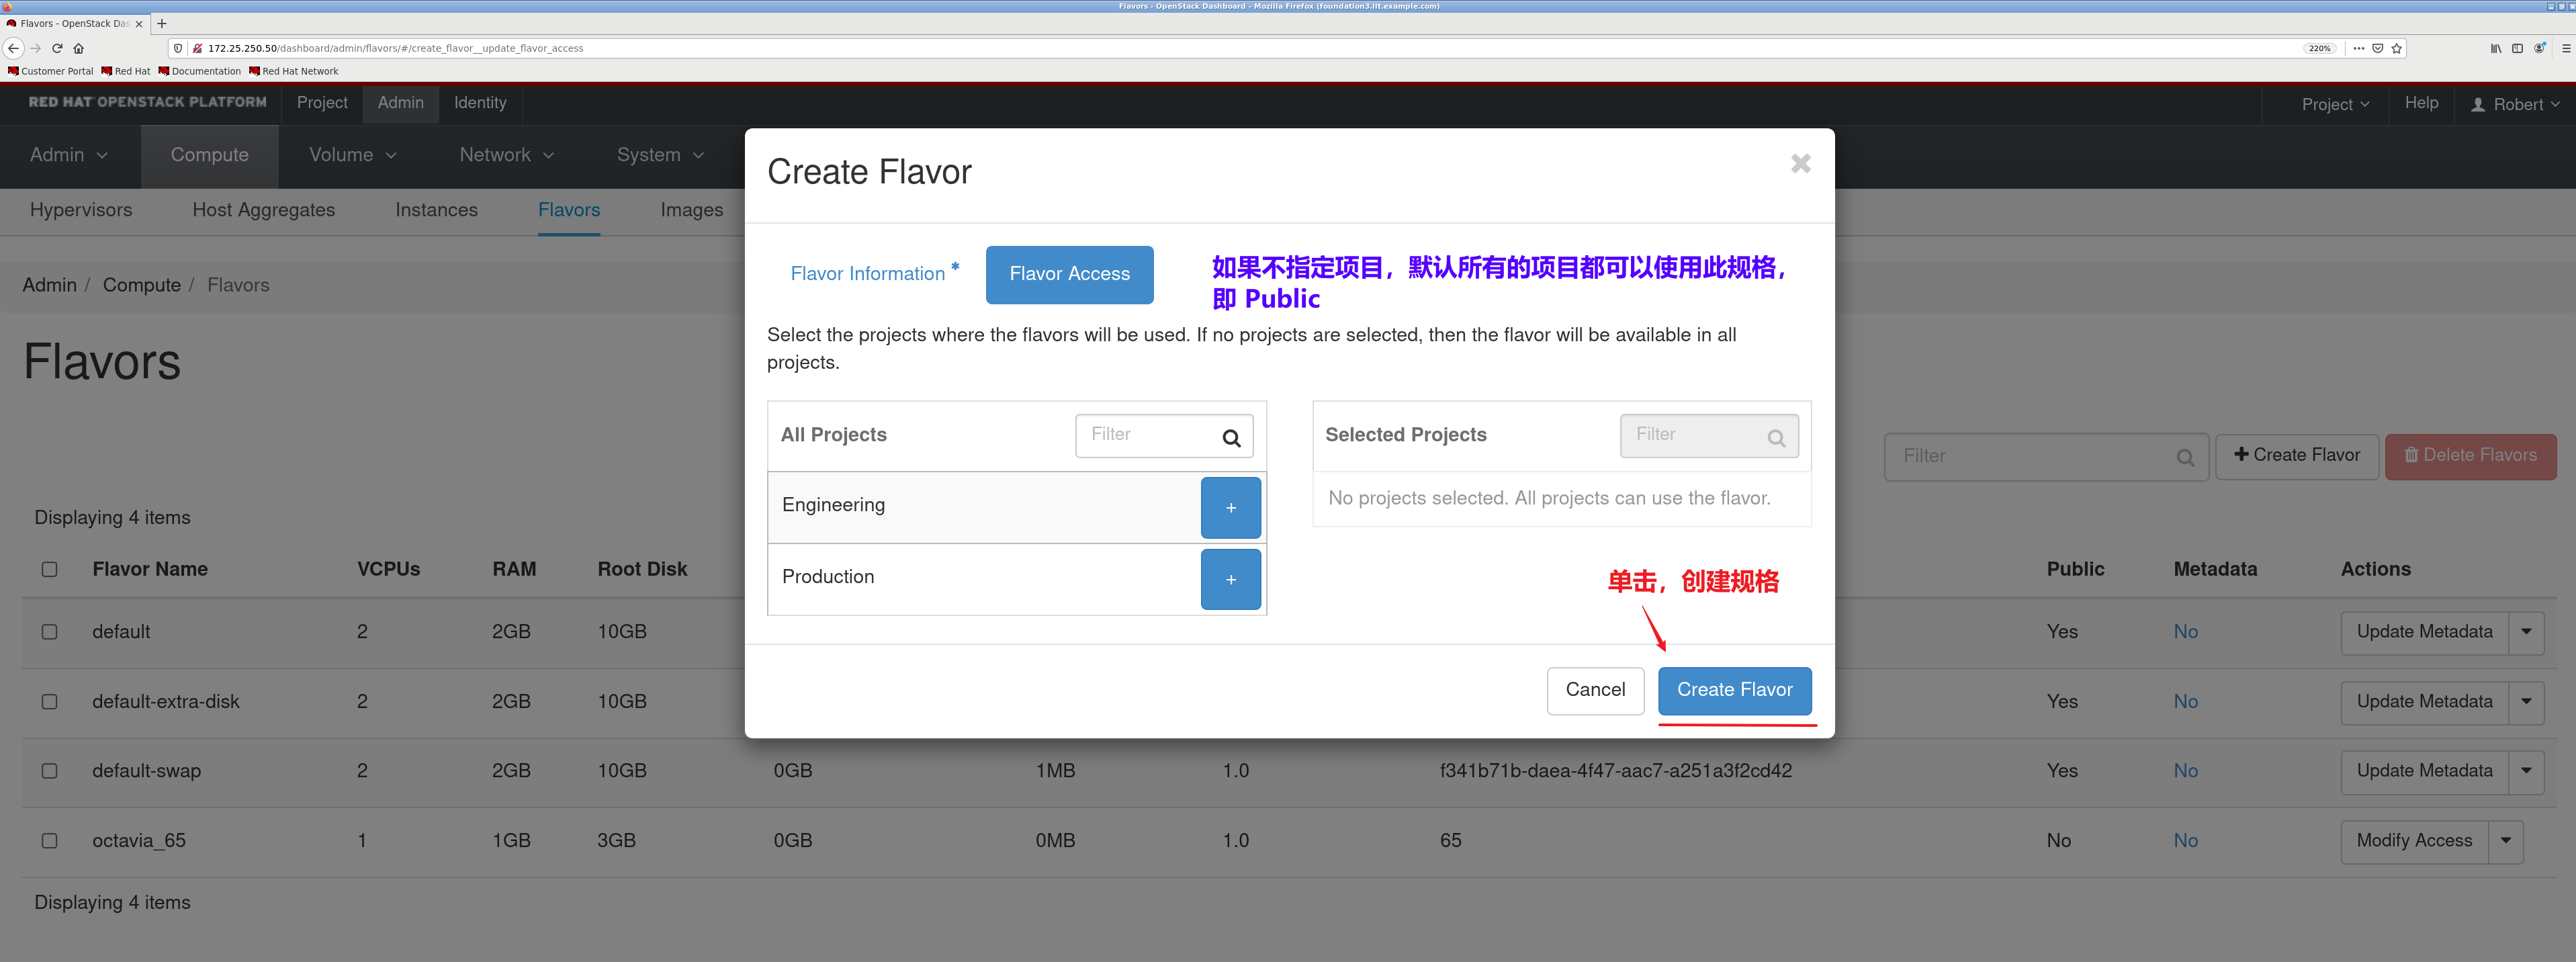 Flavors - OpenStack Dashboard - Mozilla Firefox (foundation3.ilt.example.com)
Flavors - OpenStack Das
172.25.250.50/dashboard/admin/flavors/#/create_flavor__update_flavor_access
220%
Customer Portal Red Hat Documentation Red Hat Network
RED HAT OPENSTACK PLATFORM Project Admin Identity Project Help Robert
Admin Compute Volume Network System
Hypervisors Host Aggregates Instances Flavors Images
Admin / Compute / Flavors
Flavors
Filter Create Flavor Delete Flavors
Displaying 4 items
Flavor Name VCPUs RAM Root Disk Public Metadata Actions
default 2 2GB 10GB Yes No Update Metadata
default-extra-disk 2 2GB 10GB Yes No Update Metadata
default-swap 2 2GB 10GB 0GB 1MB 1.0 f341b71b-daea-4f47-aac7-a251a3f2cd42 Yes No Update Metadata
octavia_65 1 1GB 3GB 0GB 0MB 1.0 65 No No Modify Access
Displaying 4 items
Create Flavor
Flavor Information * Flavor Access
如果不指定项目，默认所有的项目都可以使用此规格，
即 Public
Select the projects where the flavors will be used. If no projects are selected, then the flavor will be available in all
projects.
All Projects Filter
Engineering +
Production +
Selected Projects Filter
No projects selected. All projects can use the flavor.
单击，创建规格
Cancel Create Flavor